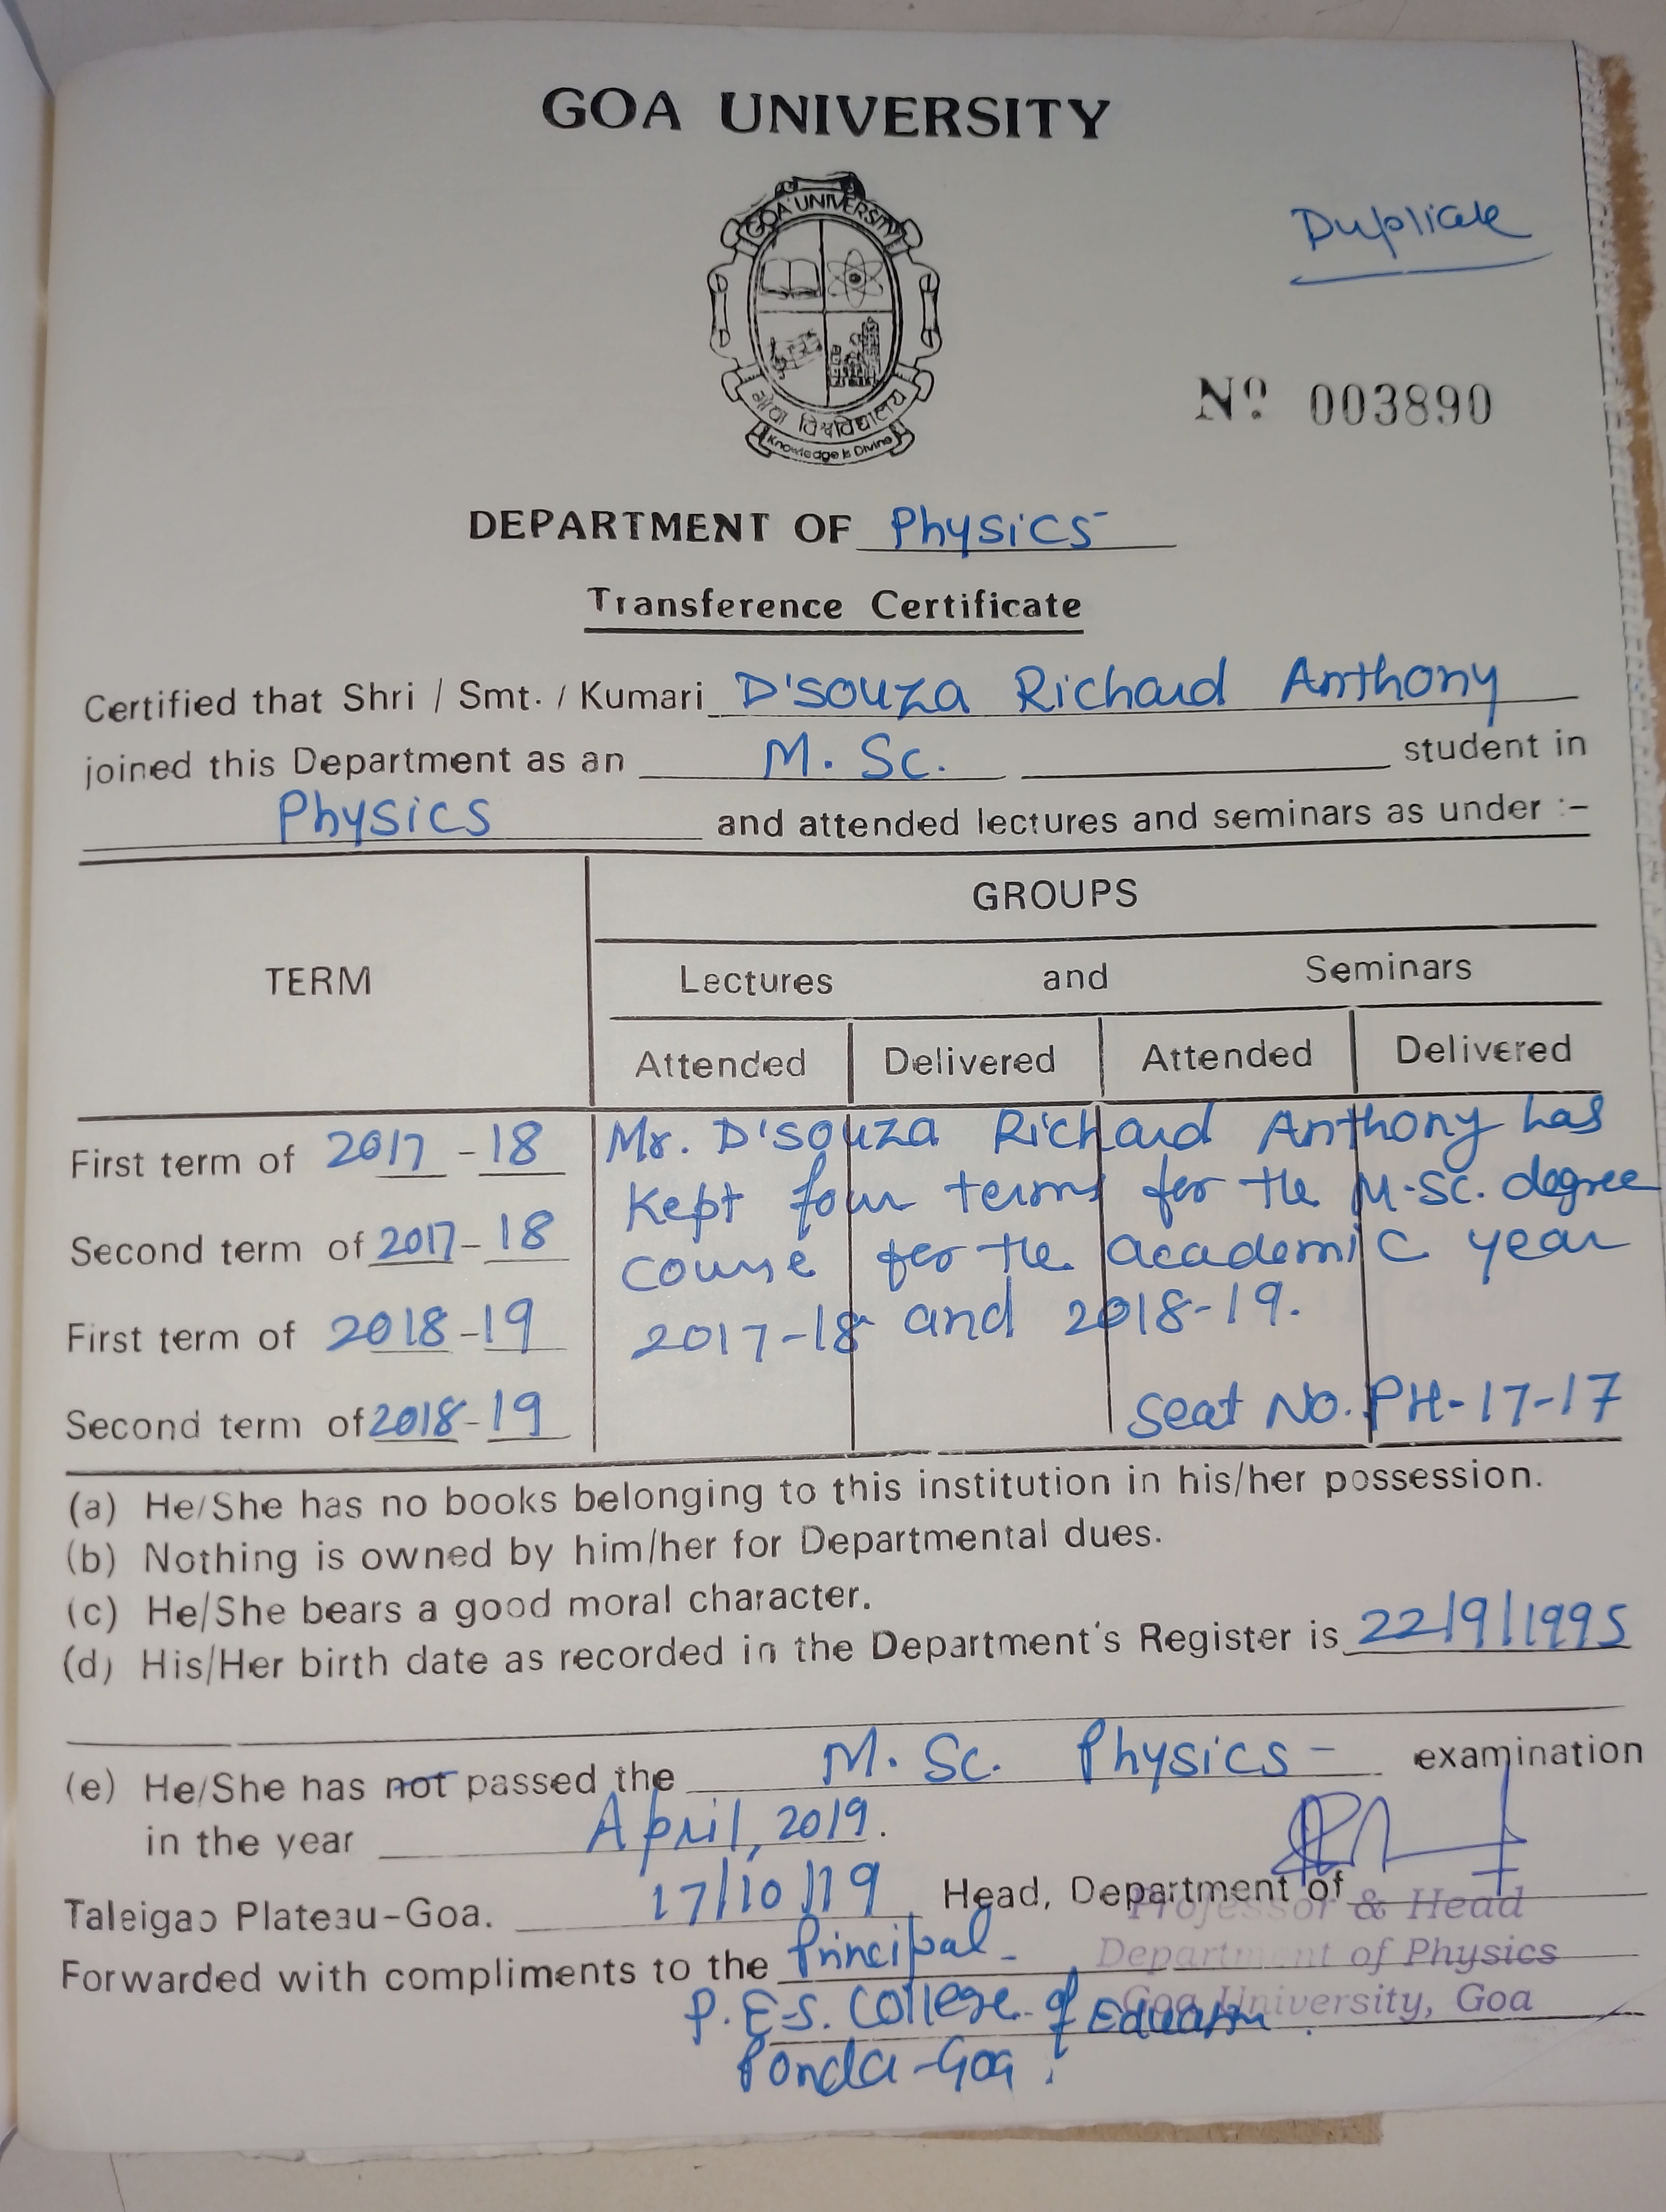 GOA UNIVERSITY
GOA UNIVERSITY
गोवा विश्वविद्यालय
Knowledge is Divine
Duplicate
Nº 003890
DEPARTMENT OF Physics
Transference Certificate
Certified that Shri / Smt. / Kumari D'souza Richard Anthony
joined this Department as an M. Sc. student in
Physics and attended lectures and seminars as under :-
GROUPS
TERM Lectures and Seminars
Attended Delivered Attended Delivered
First term of 2017-18 Mr. D'souza Richard Anthony has
Second term of 2017-18 Kept four terms for the M.Sc. degree
course for the academic year
First term of 2018-19 2017-18 and 2018-19.
Second term of 2018-19 Seat No. PH-17-17
(a) He/She has no books belonging to this institution in his/her possession.
(b) Nothing is owned by him/her for Departmental dues.
(c) He/She bears a good moral character.
(d) His/Her birth date as recorded in the Department's Register is 22/9/1995
(e) He/She has not passed the M. Sc. Physics - examination
in the year April, 2019.
Taleigao Plateau-Goa. 17/10/19 Head, Department of
Professor & Head
Forwarded with compliments to the Principal
Department of Physics
Goa University, Goa
P.E.S. College of Education
Ponda-Goa.